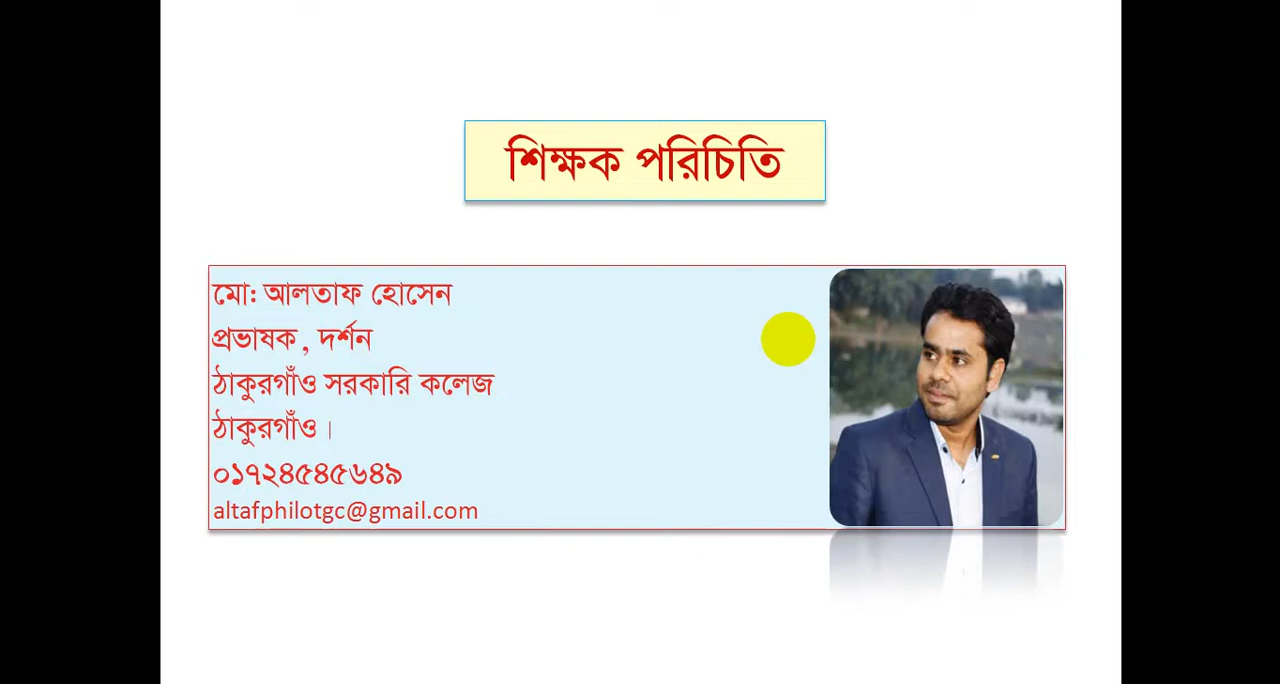 শিক্ষক পরিচিতি
মো: আলতাফ হোসেন
প্রভাষক, দর্শন
ঠাকুরগাঁও সরকারি কলেজ
ঠাকুরগাঁও।
০১৭২৪৫৪৫৬৪৯
altafphilotgc@gmail.com